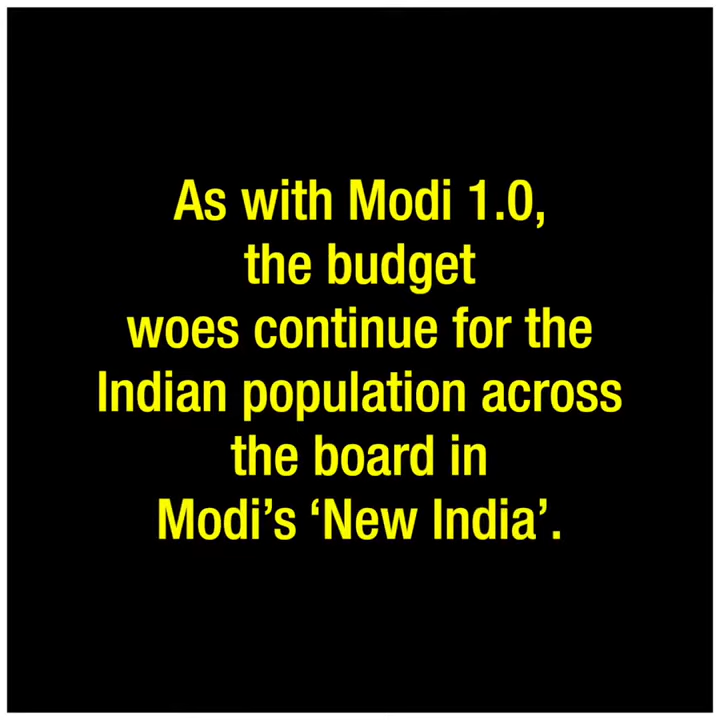 As with Modi 1.0,
the budget
woes continue for the
Indian population across
the board in
Modi’s ‘New India’.